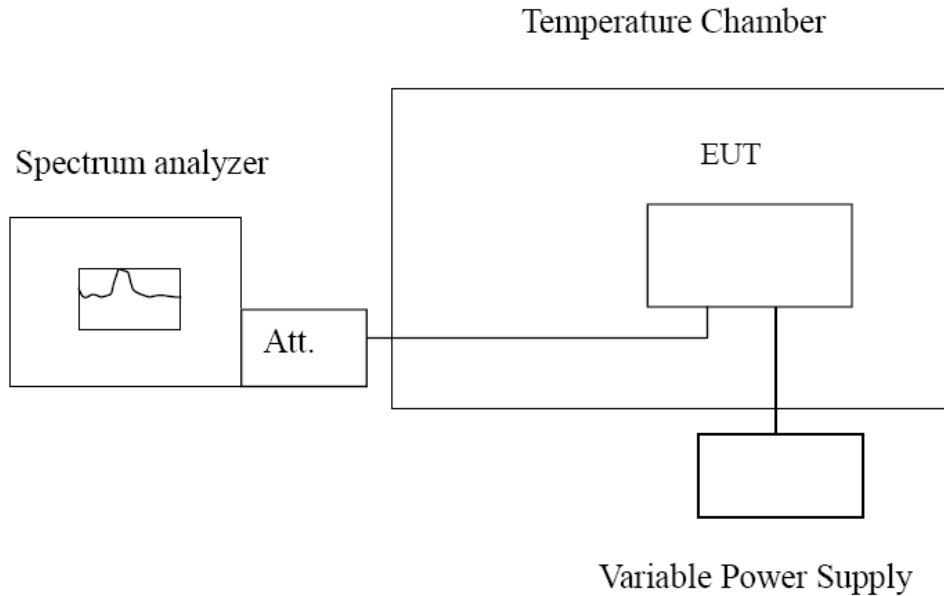 Temperature Chamber
Spectrum analyzer
EUT
Att.
Variable Power Supply